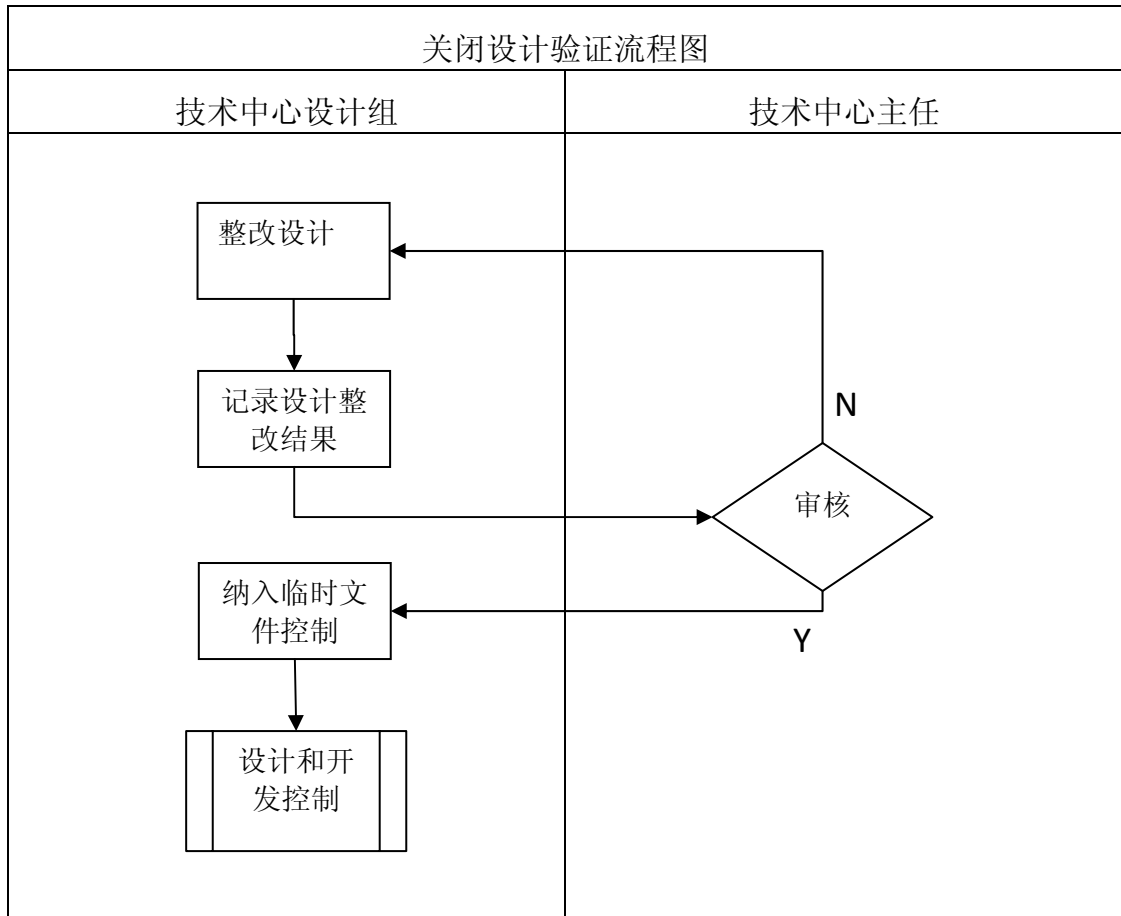 关闭设计验证流程图
技术中心设计组
技术中心主任
整改设计
记录设计整
改结果
N
审核
纳入临时文
件控制
Y
设计和开
发控制